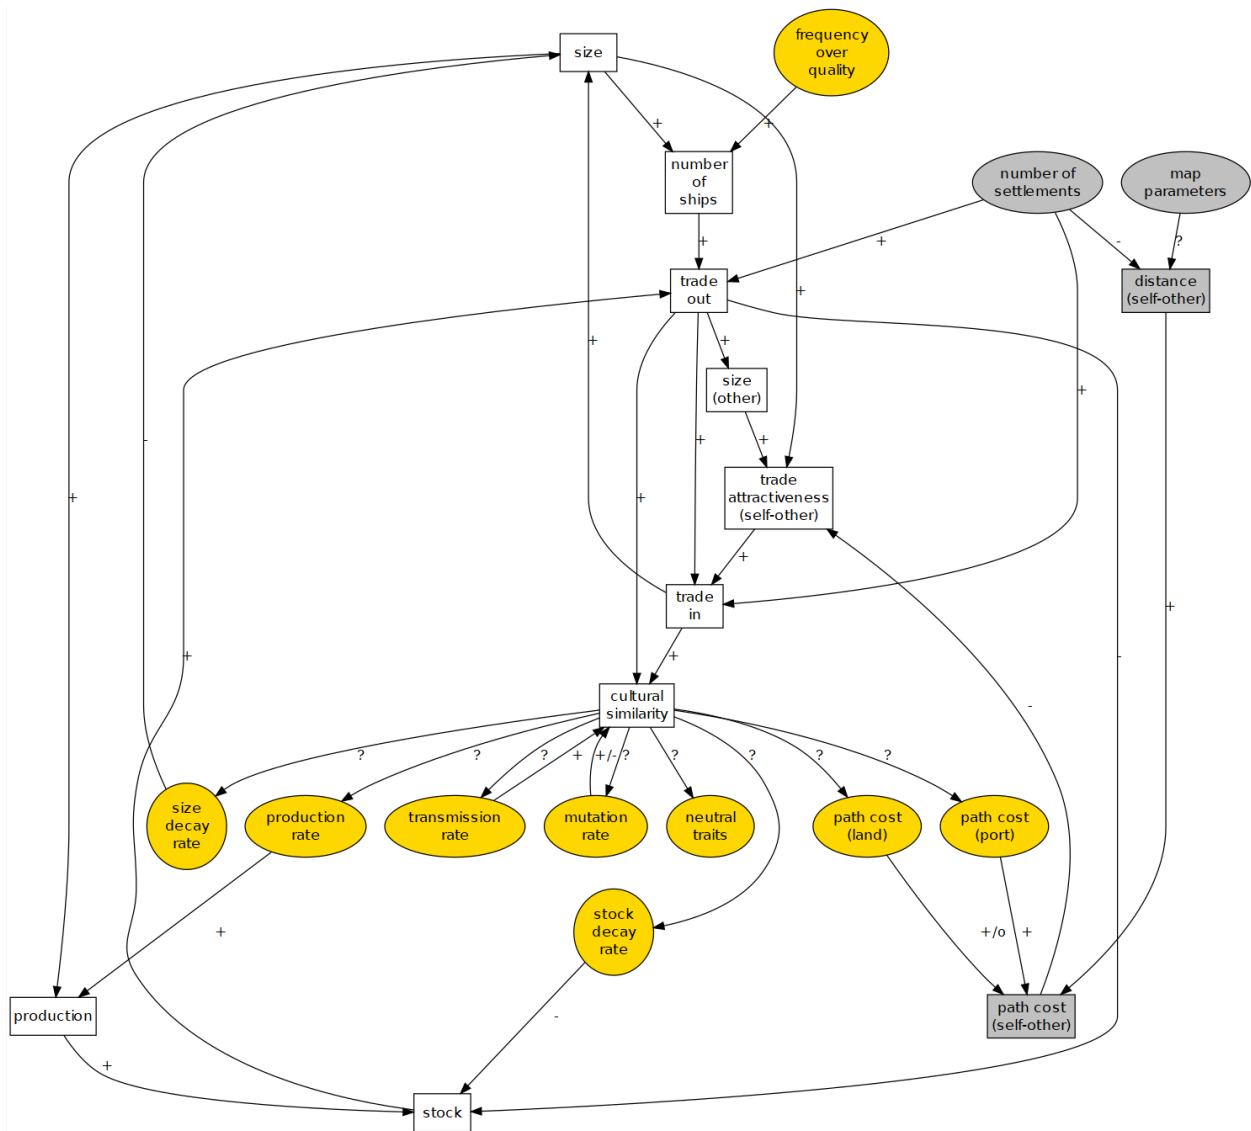 frequency
over
quality
size
+
+
number
of
ships
number of
settlements
map
parameters
+
+
-
?
trade
out
distance
(self-other)
+
+
+
size
(other)
+
-
+
+
+
trade
attractiveness
(self-other)
+
+
+
trade
in
+
+
+
-
-
cultural
similarity
?
?
?
+
+/-
?
?
?
?
?
size
decay
rate
production
rate
transmission
rate
mutation
rate
neutral
traits
path cost
(land)
path cost
(port)
stock
decay
rate
+
+/o
+
production
path cost
(self-other)
-
+
stock